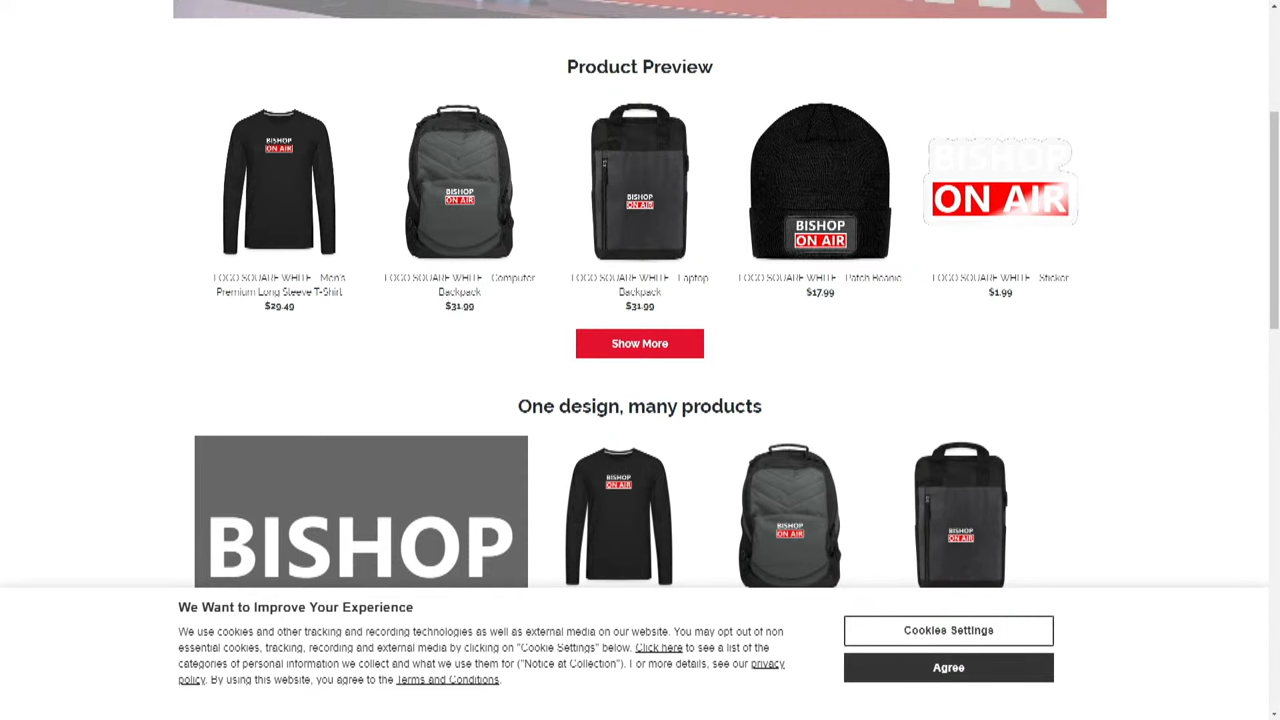 Product Preview
BISHOP
ON AIR
BISHOP
ON AIR
BISHOP
ON AIR
BISHOP
ON AIR
BISHOP
ON AIR
LOGO SQUARE WHITE - Men's
Premium Long Sleeve T-Shirt
$29.49
LOGO SQUARE WHITE - Computer
Backpack
$31.99
LOGO SQUARE WHITE - Laptop
Backpack
$31.99
LOGO SQUARE WHITE - Patch Beanie
$17.99
LOGO SQUARE WHITE - Sticker
$1.99
Show More
One design, many products
BISHOP
BISHOP
ON AIR
BISHOP
ON AIR
BISHOP
ON AIR
We Want to Improve Your Experience
We use cookies and other tracking and recording technologies as well as external media on our website. You may opt out of non
essential cookies, tracking, recording and external media by clicking on "Cookie Settings" below. Click here to see a list of the
categories of personal information we collect and what we use them for ("Notice at Collection"). For more details, see our privacy
policy. By using this website, you agree to the Terms and Conditions.
Cookies Settings
Agree